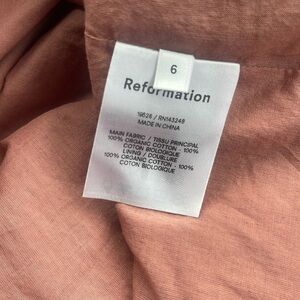 6
Reformation
19528 / RN143248
MADE IN CHINA
MAIN FABRIC / TISSU PRINCIPAL
100% ORGANIC COTTON - 100%
COTON BIOLOGIQUE
LINING / DOUBLURE
100% ORGANIC COTTON - 100%
COTON BIOLOGIQUE